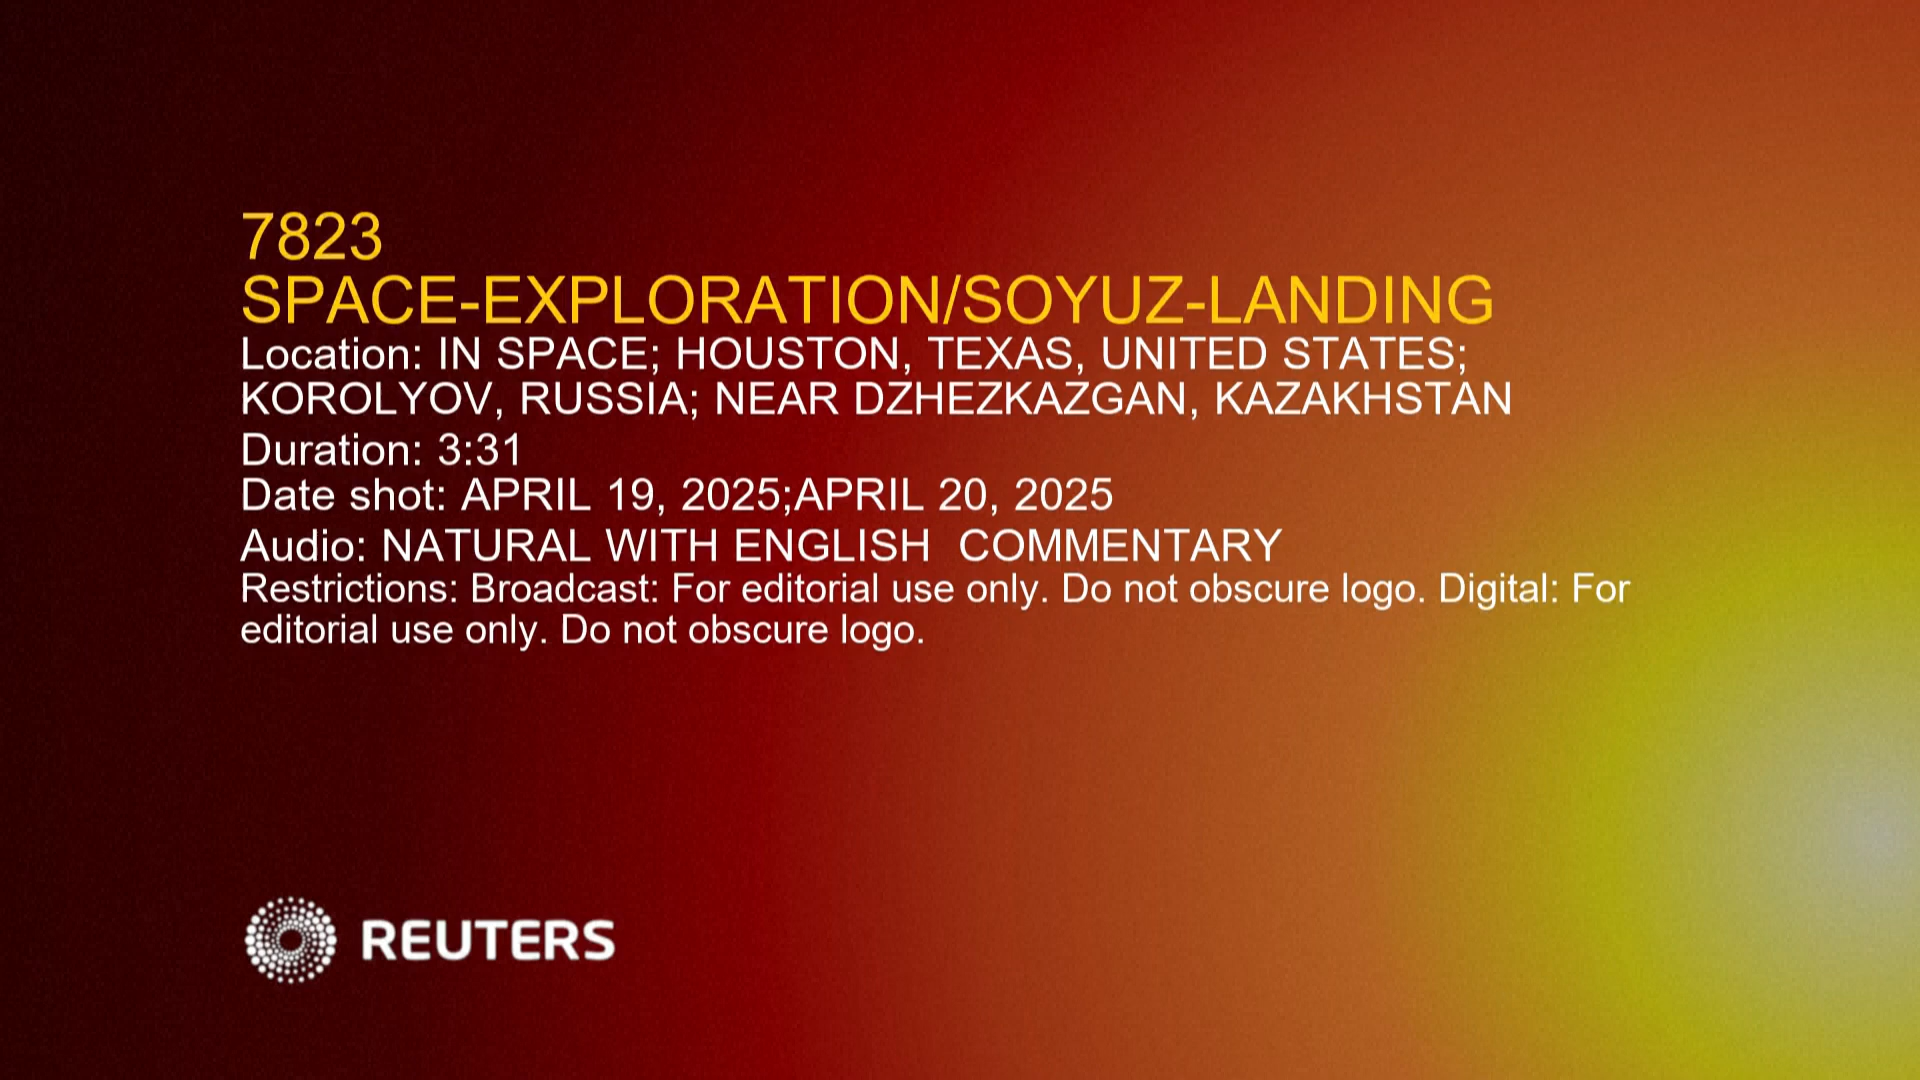 7823
SPACE-EXPLORATION/SOYUZ-LANDING
Location: IN SPACE; HOUSTON, TEXAS, UNITED STATES;
KOROLYOV, RUSSIA; NEAR DZHEZKAZGAN, KAZAKHSTAN
Duration: 3:31
Date shot: APRIL 19, 2025;APRIL 20, 2025
Audio: NATURAL WITH ENGLISH  COMMENTARY
Restrictions: Broadcast: For editorial use only. Do not obscure logo. Digital: For
editorial use only. Do not obscure logo.
REUTERS